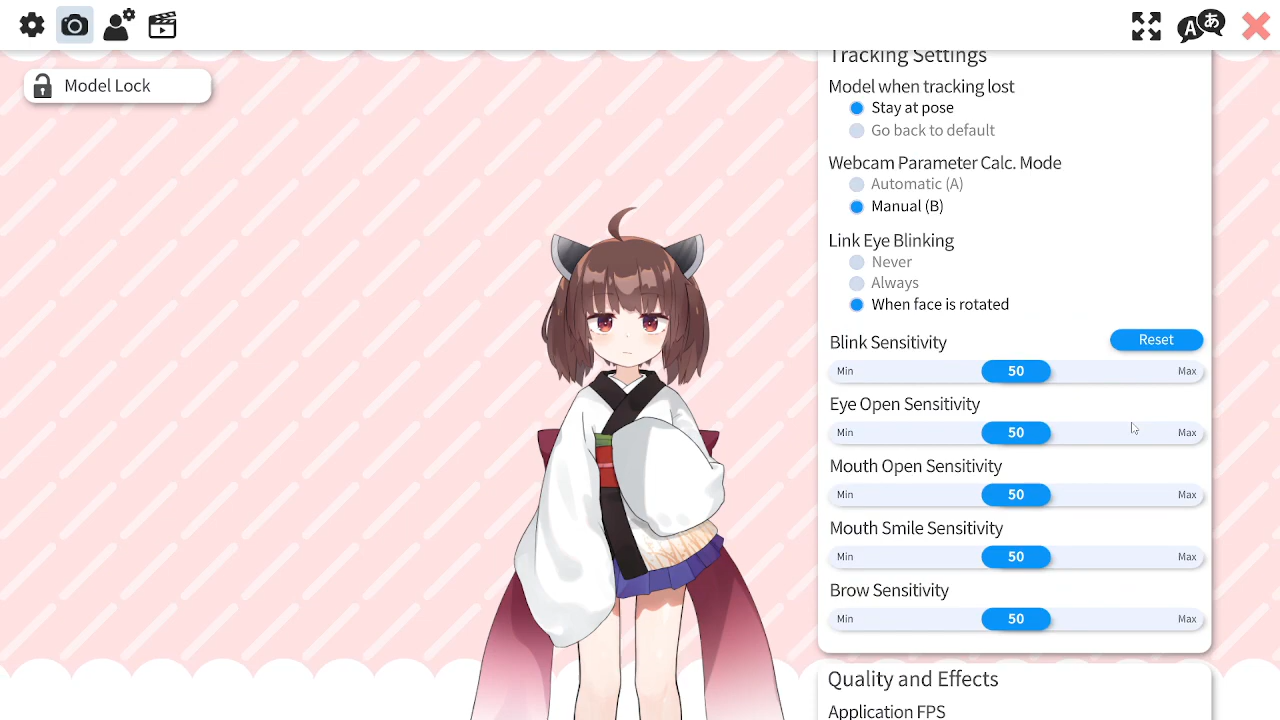 A あ
Model Lock
Tracking Settings
Model when tracking lost
Stay at pose
Go back to default
Webcam Parameter Calc. Mode
Automatic (A)
Manual (B)
Link Eye Blinking
Never
Always
When face is rotated
Blink Sensitivity
Reset
Min 50 Max
Eye Open Sensitivity
Min 50 Max
Mouth Open Sensitivity
Min 50 Max
Mouth Smile Sensitivity
Min 50 Max
Brow Sensitivity
Min 50 Max
Quality and Effects
Application FPS